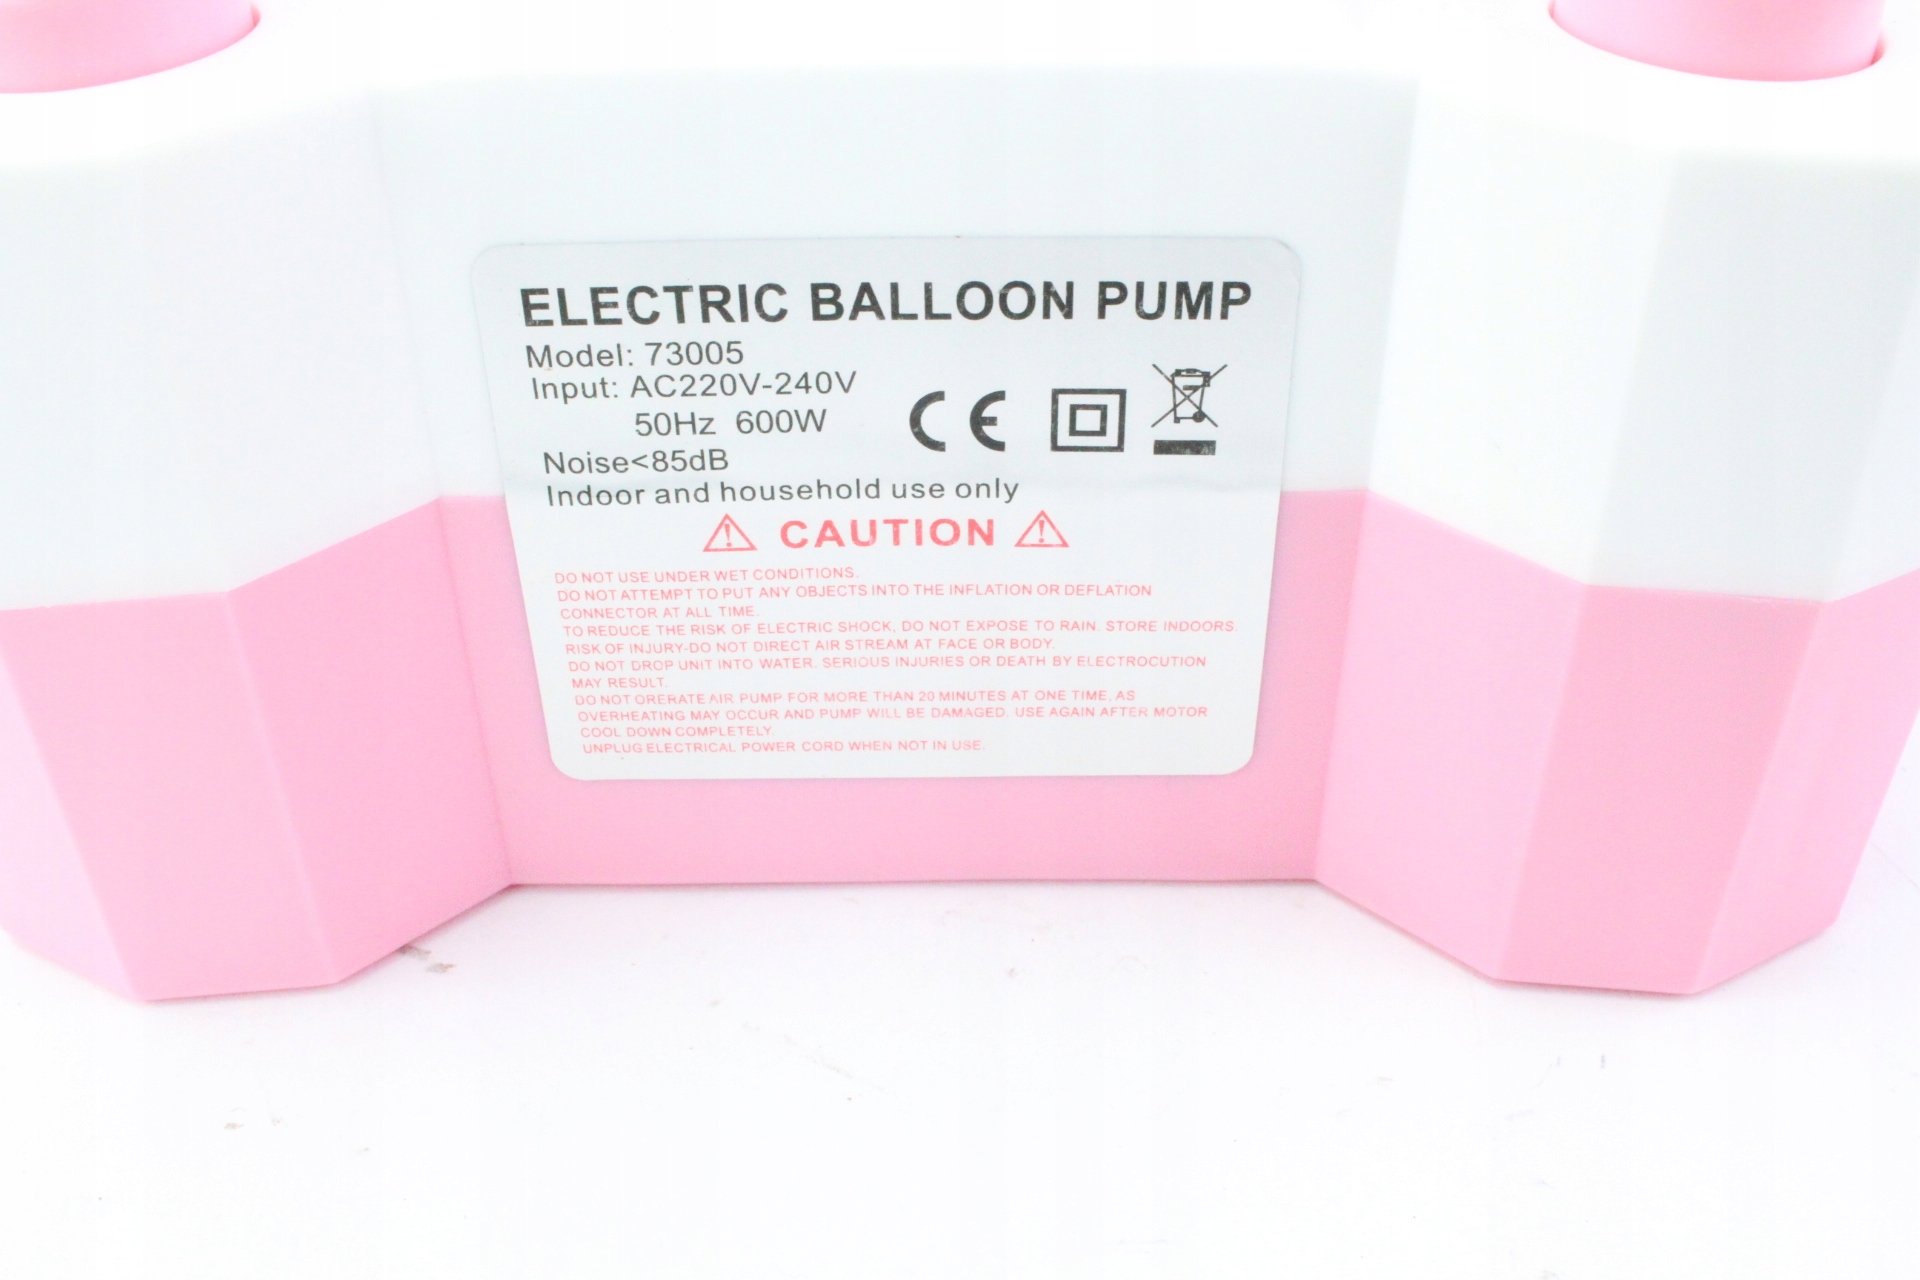 ELECTRIC BALLOON PUMP
Model: 73005
Input: AC220V-240V
50Hz 600W
CE
Noise<85dB
Indoor and household use only
CAUTION
DO NOT USE UNDER WET CONDITIONS.
DO NOT ATTEMPT TO PUT ANY OBJECTS INTO THE INFLATION OR DEFLATION
CONNECTOR AT ALL TIME.
TO REDUCE THE RISK OF ELECTRIC SHOCK, DO NOT EXPOSE TO RAIN. STORE INDOORS.
RISK OF INJURY-DO NOT DIRECT AIR STREAM AT FACE OR BODY.
DO NOT DROP UNIT INTO WATER. SERIOUS INJURIES OR DEATH BY ELECTROCUTION
MAY RESULT.
DO NOT ORERATE AIR PUMP FOR MORE THAN 20 MINUTES AT ONE TIME, AS
OVERHEATING MAY OCCUR AND PUMP WILL BE DAMAGED. USE AGAIN AFTER MOTOR
COOL DOWN COMPLETELY.
UNPLUG ELECTRICAL POWER CORD WHEN NOT IN USE.